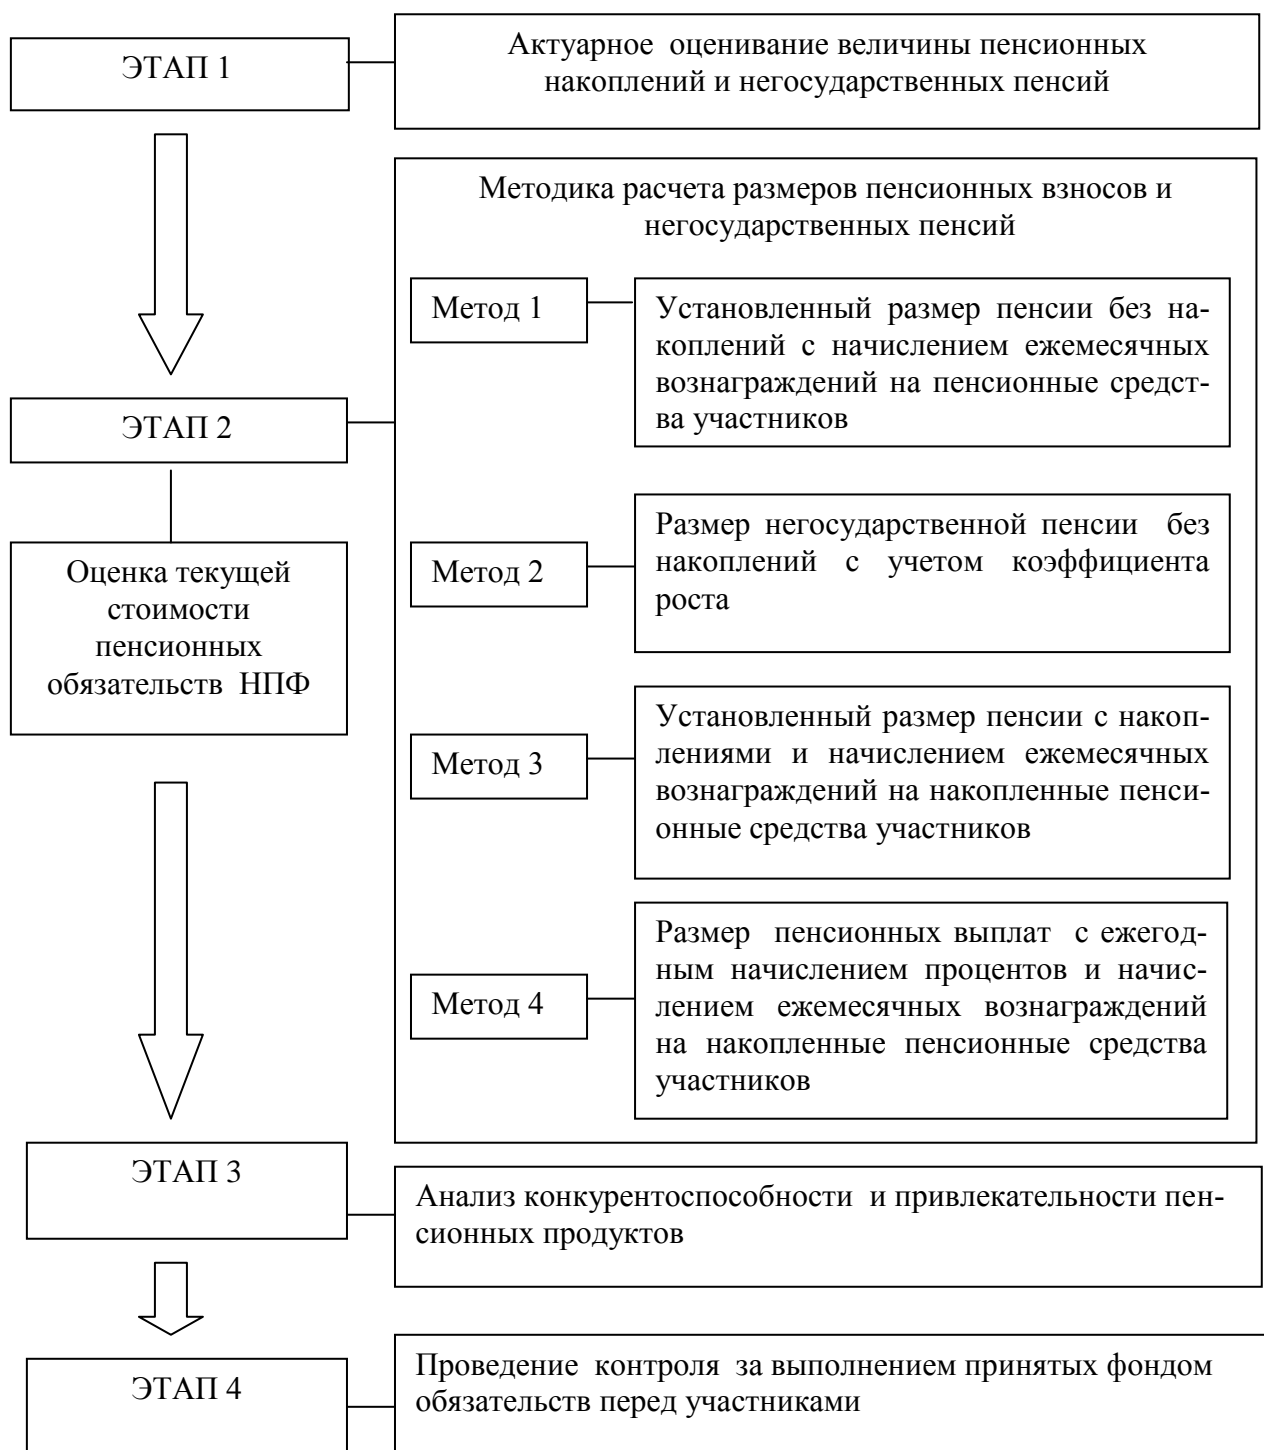 ЭТАП 1
Актуарное оценивание величины пенсионных
накоплений и негосударственных пенсий
Методика расчета размеров пенсионных взносов и
негосударственных пенсий
Метод 1
Установленный размер пенсии без на-
коплений с начислением ежемесячных
вознаграждений на пенсионные средст-
ва участников
ЭТАП 2
Оценка текущей
стоимости
пенсионных
обязательств НПФ
Метод 2
Размер негосударственной пенсии без
накоплений с учетом коэффициента
роста
Метод 3
Установленный размер пенсии с накоп-
лениями и начислением ежемесячных
вознаграждений на накопленные пенси-
онные средства участников
Метод 4
Размер пенсионных выплат с ежегод-
ным начислением процентов и начис-
лением ежемесячных вознаграждений
на накопленные пенсионные средства
участников
ЭТАП 3
Анализ конкурентоспособности и привлекательности пен-
сионных продуктов
ЭТАП 4
Проведение контроля за выполнением принятых фондом
обязательств перед участниками